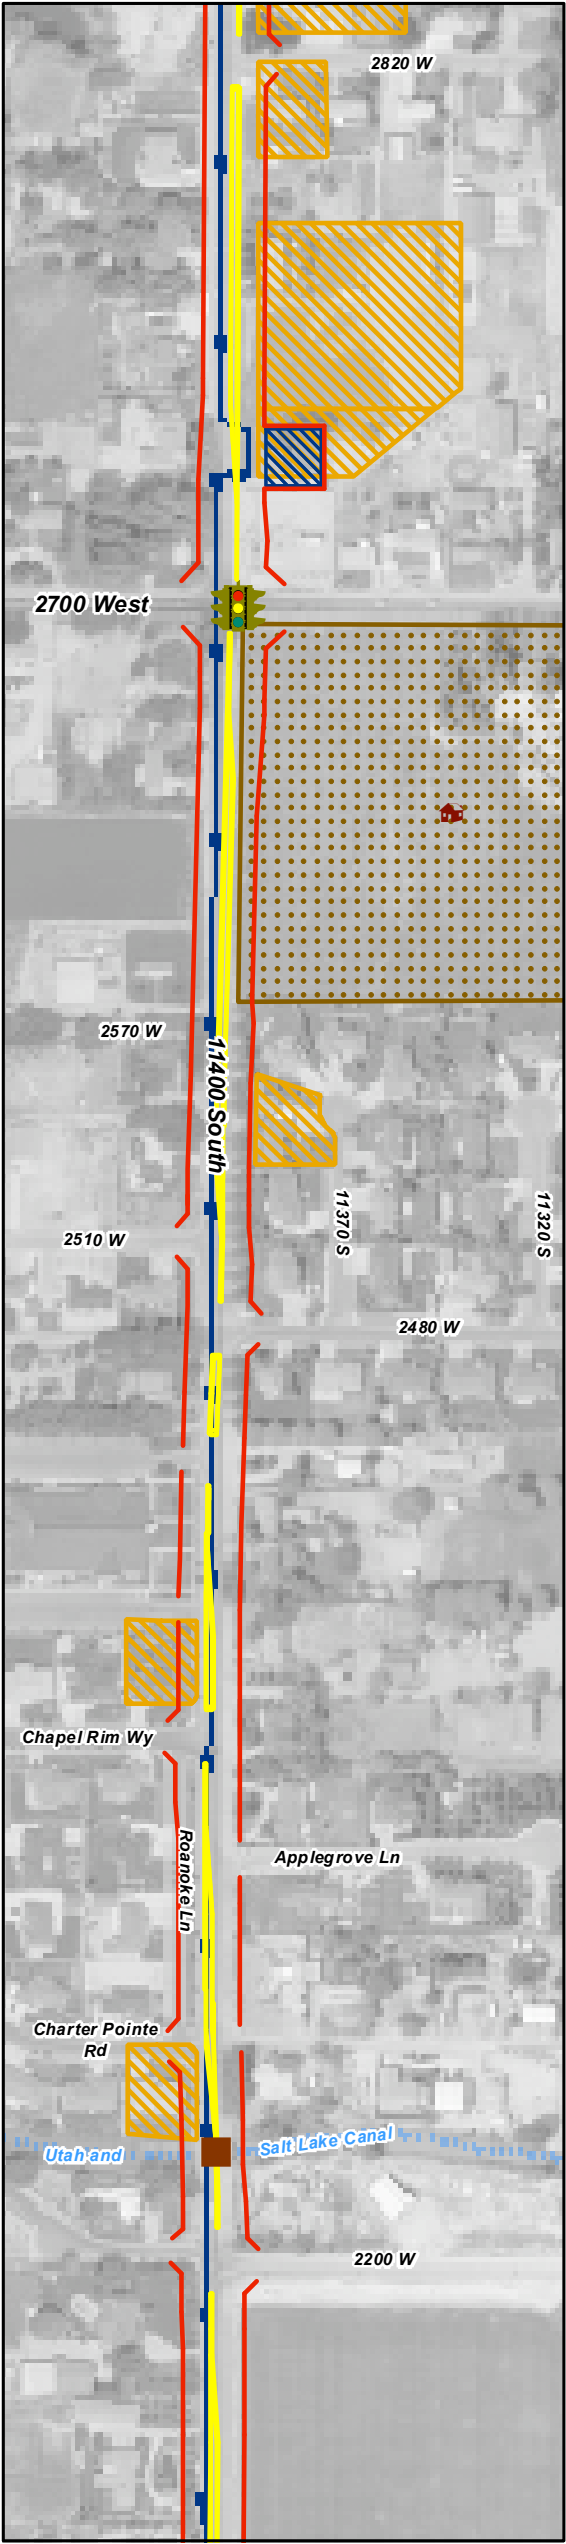 2820 W
2700 West
2570 W
11400 South
11370 S
11320 S
2510 W
2480 W
Chapel Rim Wy
Roanoke Ln
Applegrove Ln
Charter Pointe
Rd
Utah and
Salt Lake Canal
2200 W